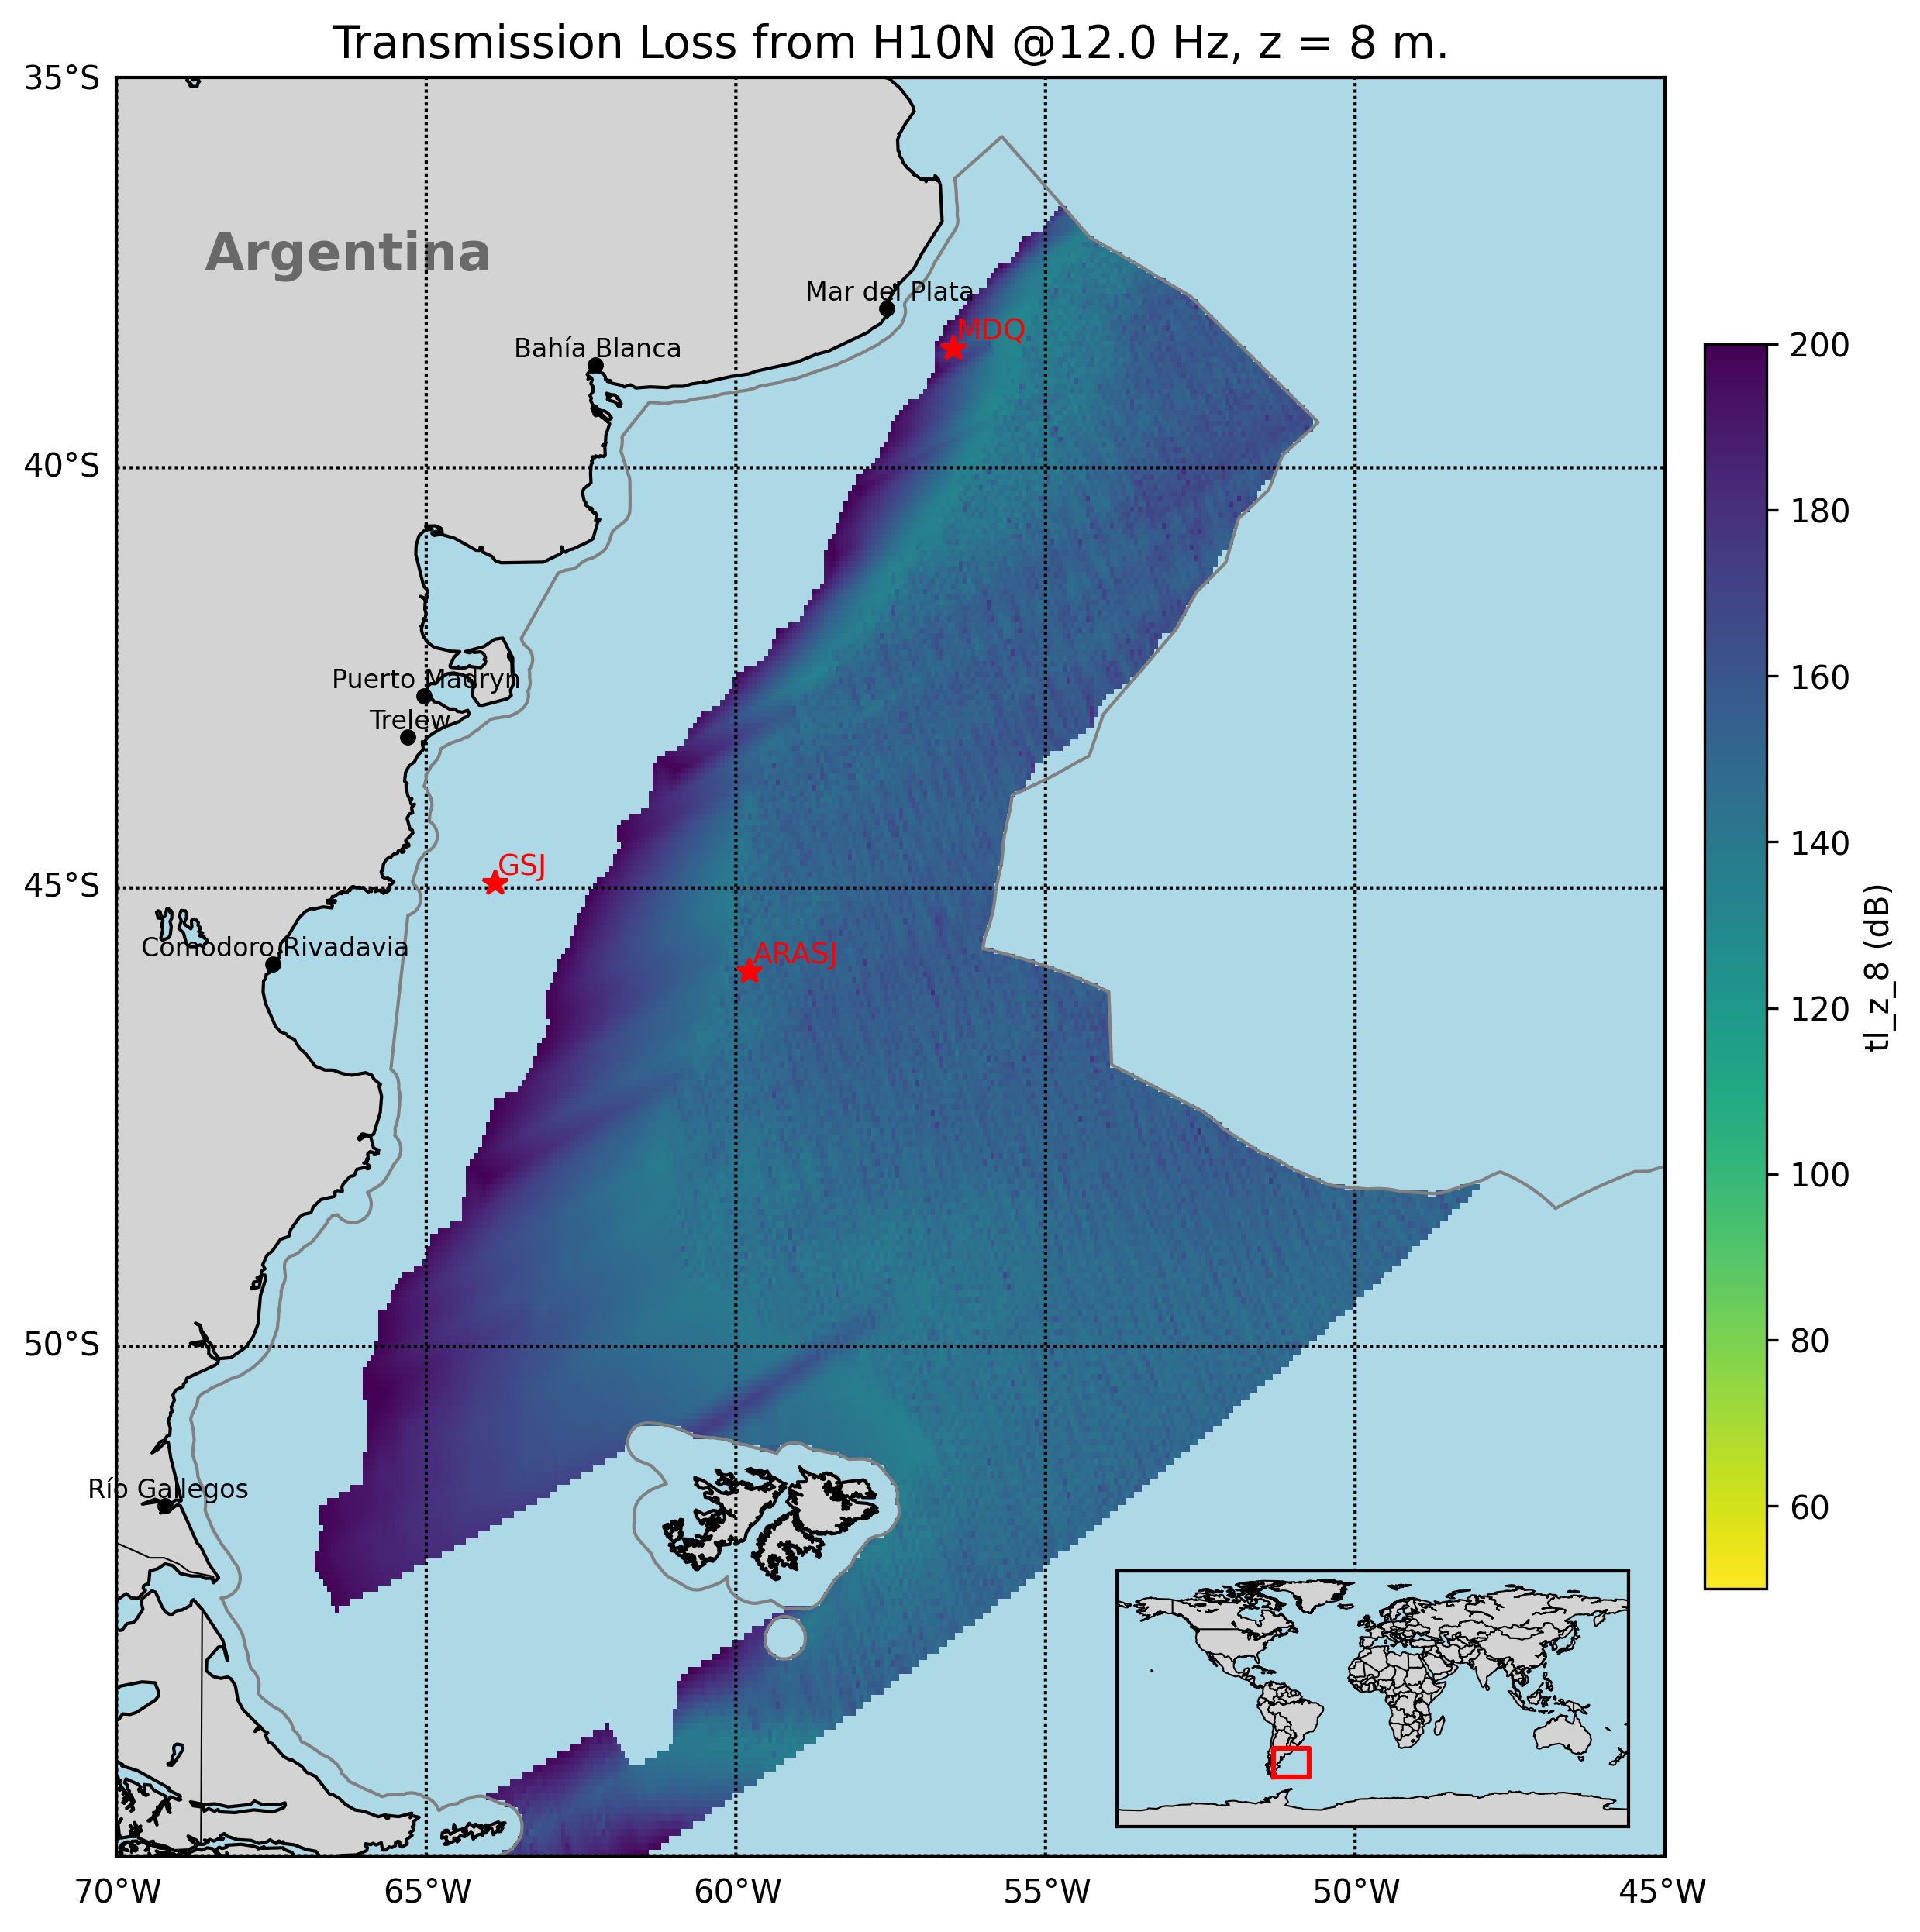 Transmission Loss from H10N @12.0 Hz, z = 8 m.
35°S
Argentina
Mar del Plata
MDQ
Bahía Blanca
200
40°S
180
Puerto Madryn
160
Trelew
140
GSJ
45°S
tl_z_8 (dB)
Comodoro Rivadavia
ARASJ
120
100
50°S
80
Río Gallegos
60
70°W
65°W
60°W
55°W
50°W
45°W